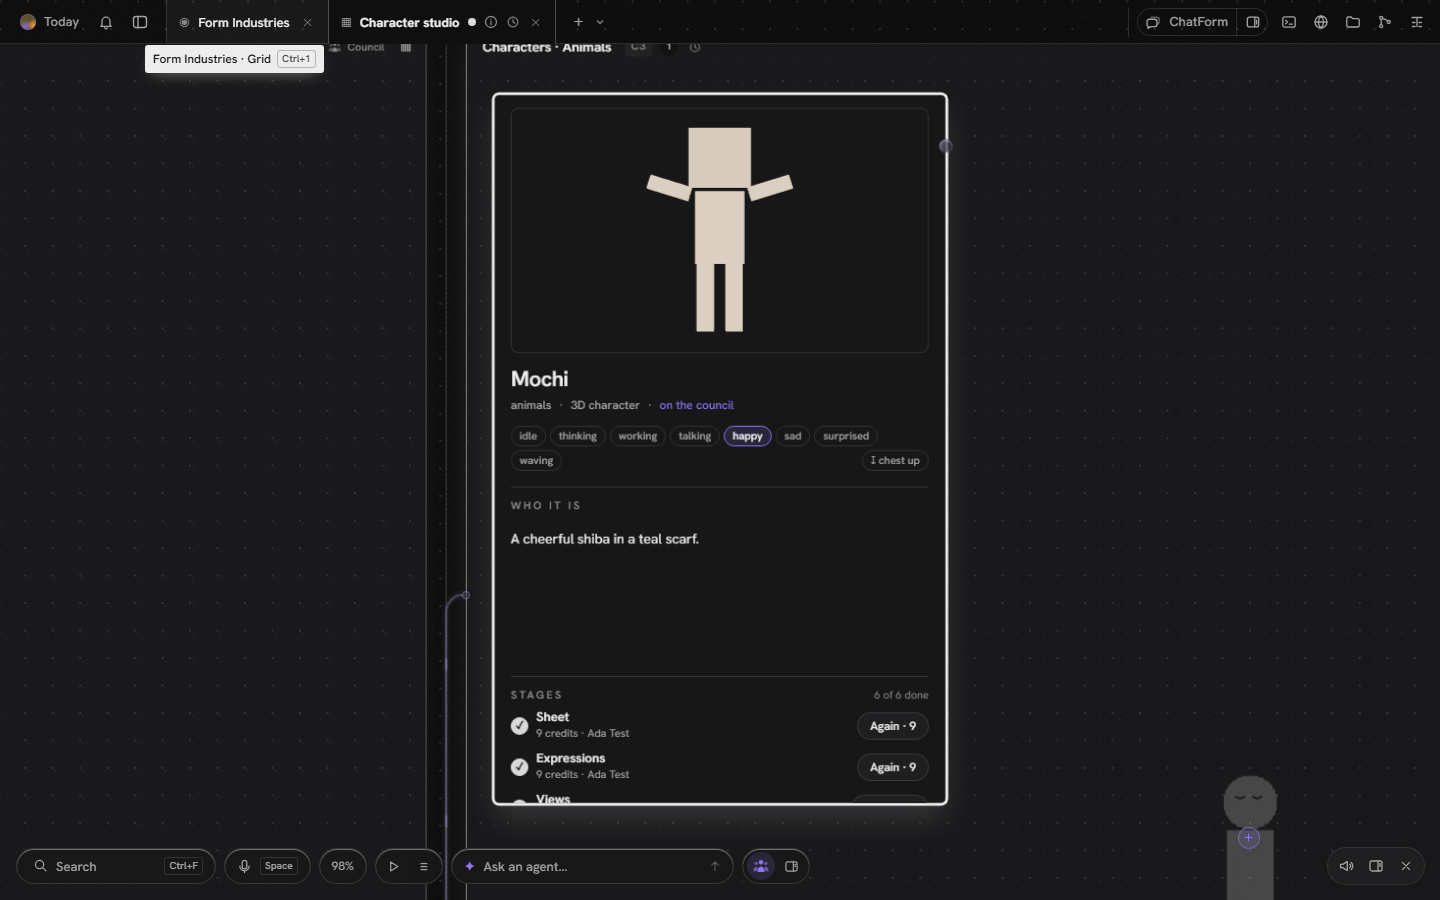 Today
Form Industries
Character studio
ChatForm
Form Industries · Grid Ctrl+1
Council
Characters · Animals C3 1
Mochi
animals · 3D character · on the council
idle thinking working talking happy sad surprised
waving chest up
WHO IT IS
A cheerful shiba in a teal scarf.
STAGES 6 of 6 done
Sheet
9 credits · Ada Test
Again · 9
Expressions
9 credits · Ada Test
Again · 9
Views
Search Ctrl+F
Space
98%
Ask an agent...